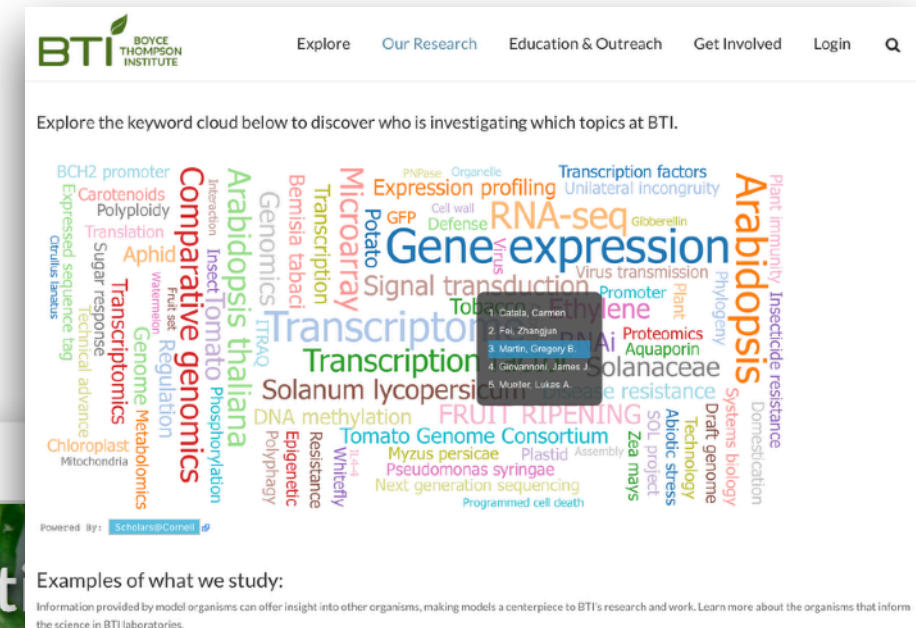 BTI BOYCE THOMPSON INSTITUTE
Explore Our Research Education & Outreach Get Involved Login
Explore the keyword cloud below to discover who is investigating which topics at BTI.
BCH2 promoter
Carotenoids
Polyploidy
Translation
Aphid
Expressed sequence tag
Citrullus lanatus
Sugar response
Technical advance
Transcriptomics
Genome
Metabolomics
Watermelon
Fruit set
Regulation
Chloroplast
Mitochondria
Comparative genomics
Interaction
Insect
Tomato
Phosphorylation
Arabidopsis thaliana
Genomics
ITRAQ
Bemisia tabaci
Transcription
Microarray
Potato
PNPase
Organelle
Transcription factors
Expression profiling
Unilateral incongruity
GFP
Cell wall
Defense
RNA-seq
Gibberellin
Gene expression
Virus
Virus transmission
Signal transduction
Promoter
Plant
Phylogeny
Tobacco
Ethylene
Proteomics
Aquaporin
Transcription
Solanaceae
Solanum lycopersicum
Disease resistance
DNA methylation
FRUIT RIPENING
Tomato Genome Consortium
Myzus persicae
Plastid
Assembly
Pseudomonas syringae
Next generation sequencing
Programmed cell death
Polyphagy
Epigenetic
Resistance
Whitefly
Zea mays
SOL project
Abiotic stress
Technology
Draft genome
Systems biology
Domestication
Arabidopsis
Plant immunity
Insecticide resistance
1. Catala, Carmen
2. Fei, Zhangjun
3. Martin, Gregory B.
4. Giovannoni, James J.
5. Mueller, Lukas A.
Powered By: Scholars@Cornell
Examples of what we study:
Information provided by model organisms can offer insight into other organisms, making models a centerpiece to BTI's research and work. Learn more about the organisms that inform
the science in BTI laboratories.